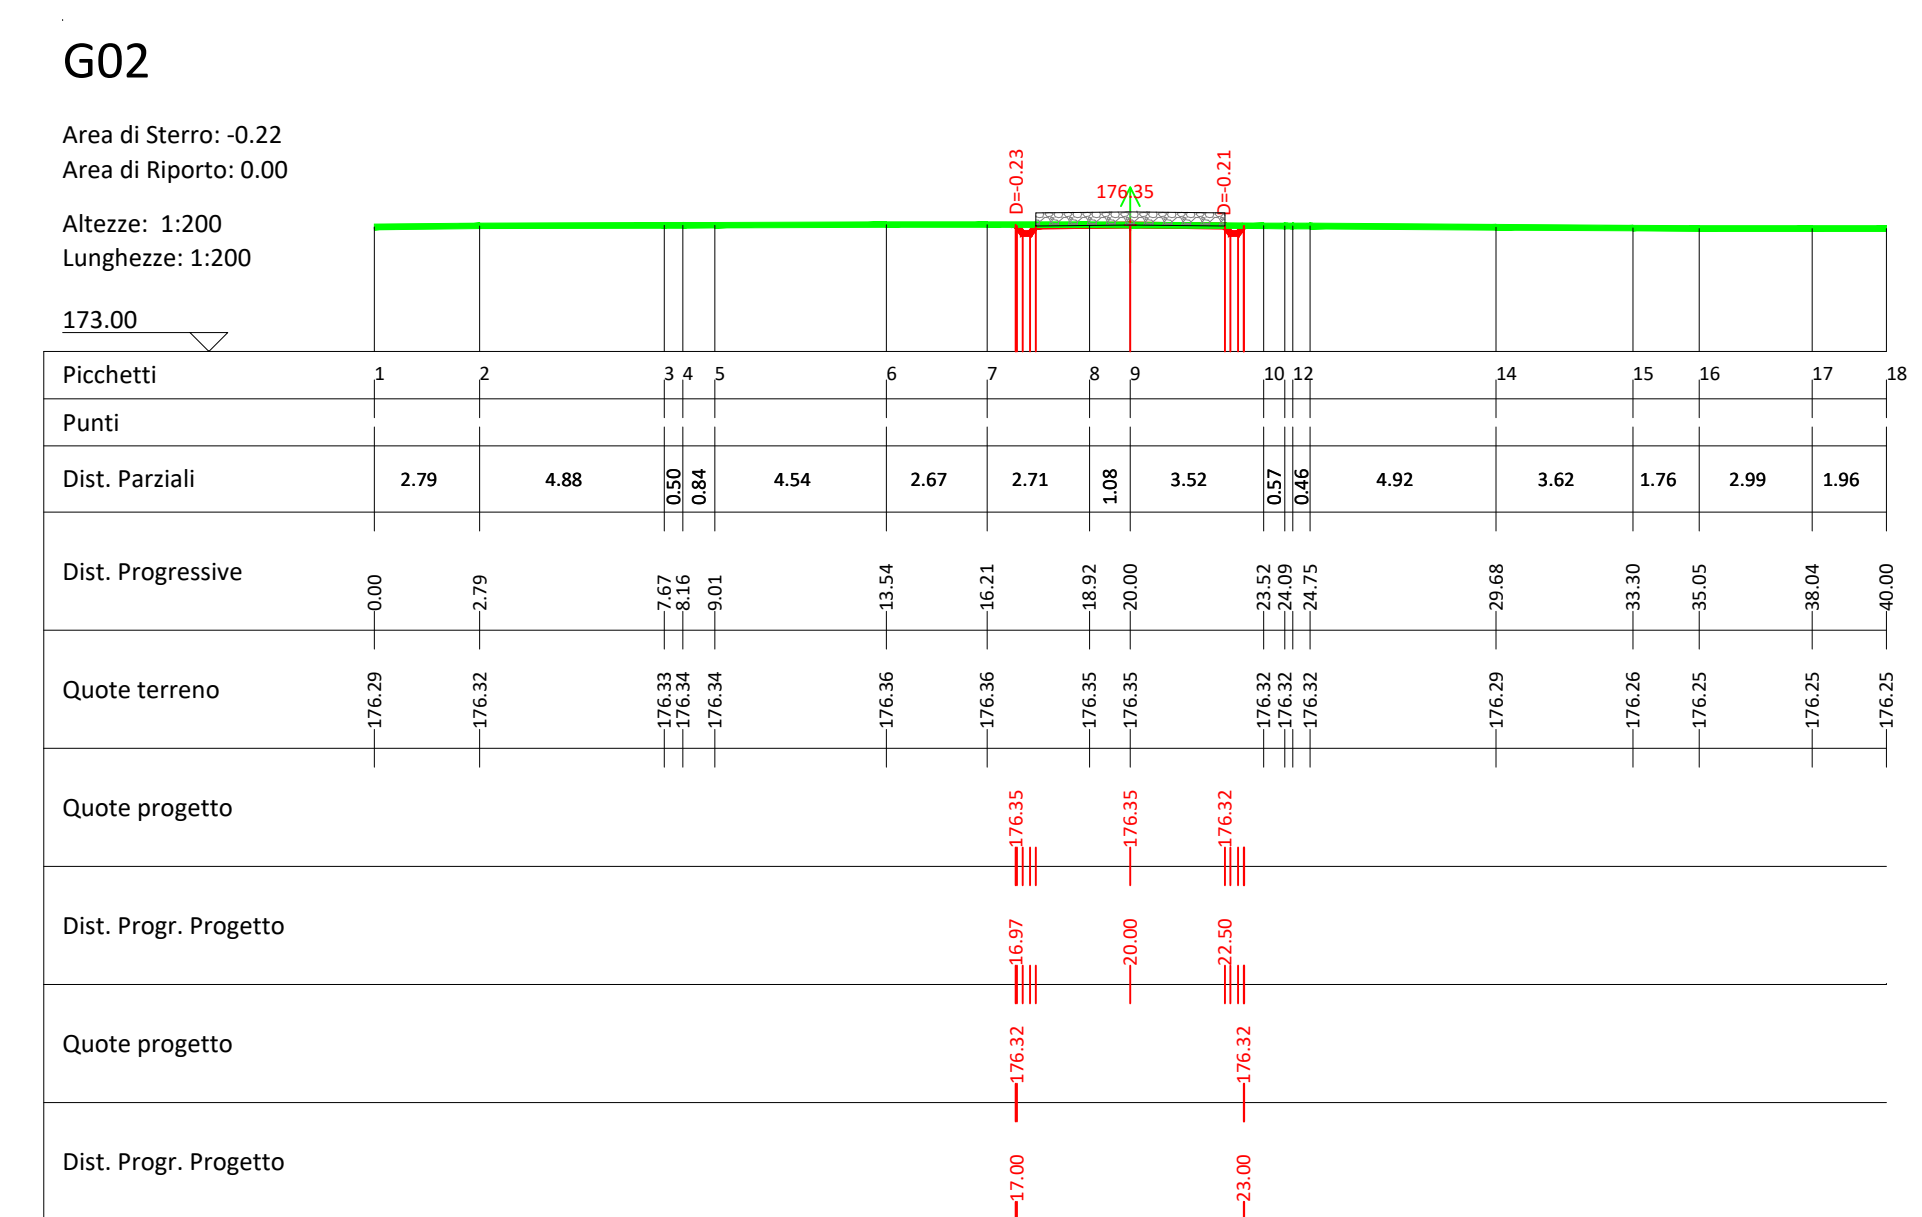 G02
Area di Sterro: -0.22
Area di Riporto: 0.00
Altezze: 1:200
Lunghezze: 1:200
173.00
D=-0.23
176.35
D=-0.21
Picchetti 1 2 3 4 5 6 7 8 9 10 12 14 15 16 17 18
Punti
Dist. Parziali 2.79 4.88 0.50 0.84 4.54 2.67 2.71 1.08 3.52 0.57 0.46 4.92 3.62 1.76 2.99 1.96
Dist. Progressive 0.00 2.79 7.67 8.16 9.01 13.54 16.21 18.92 20.00 23.52 24.09 24.75 29.68 33.30 35.05 38.04 40.00
Quote terreno 176.29 176.32 176.33 176.34 176.34 176.36 176.36 176.35 176.35 176.32 176.32 176.32 176.29 176.26 176.25 176.25 176.25
Quote progetto 176.35 176.35 176.32
Dist. Progr. Progetto 16.97 20.00 22.50
Quote progetto 176.32 176.32
Dist. Progr. Progetto 17.00 23.00